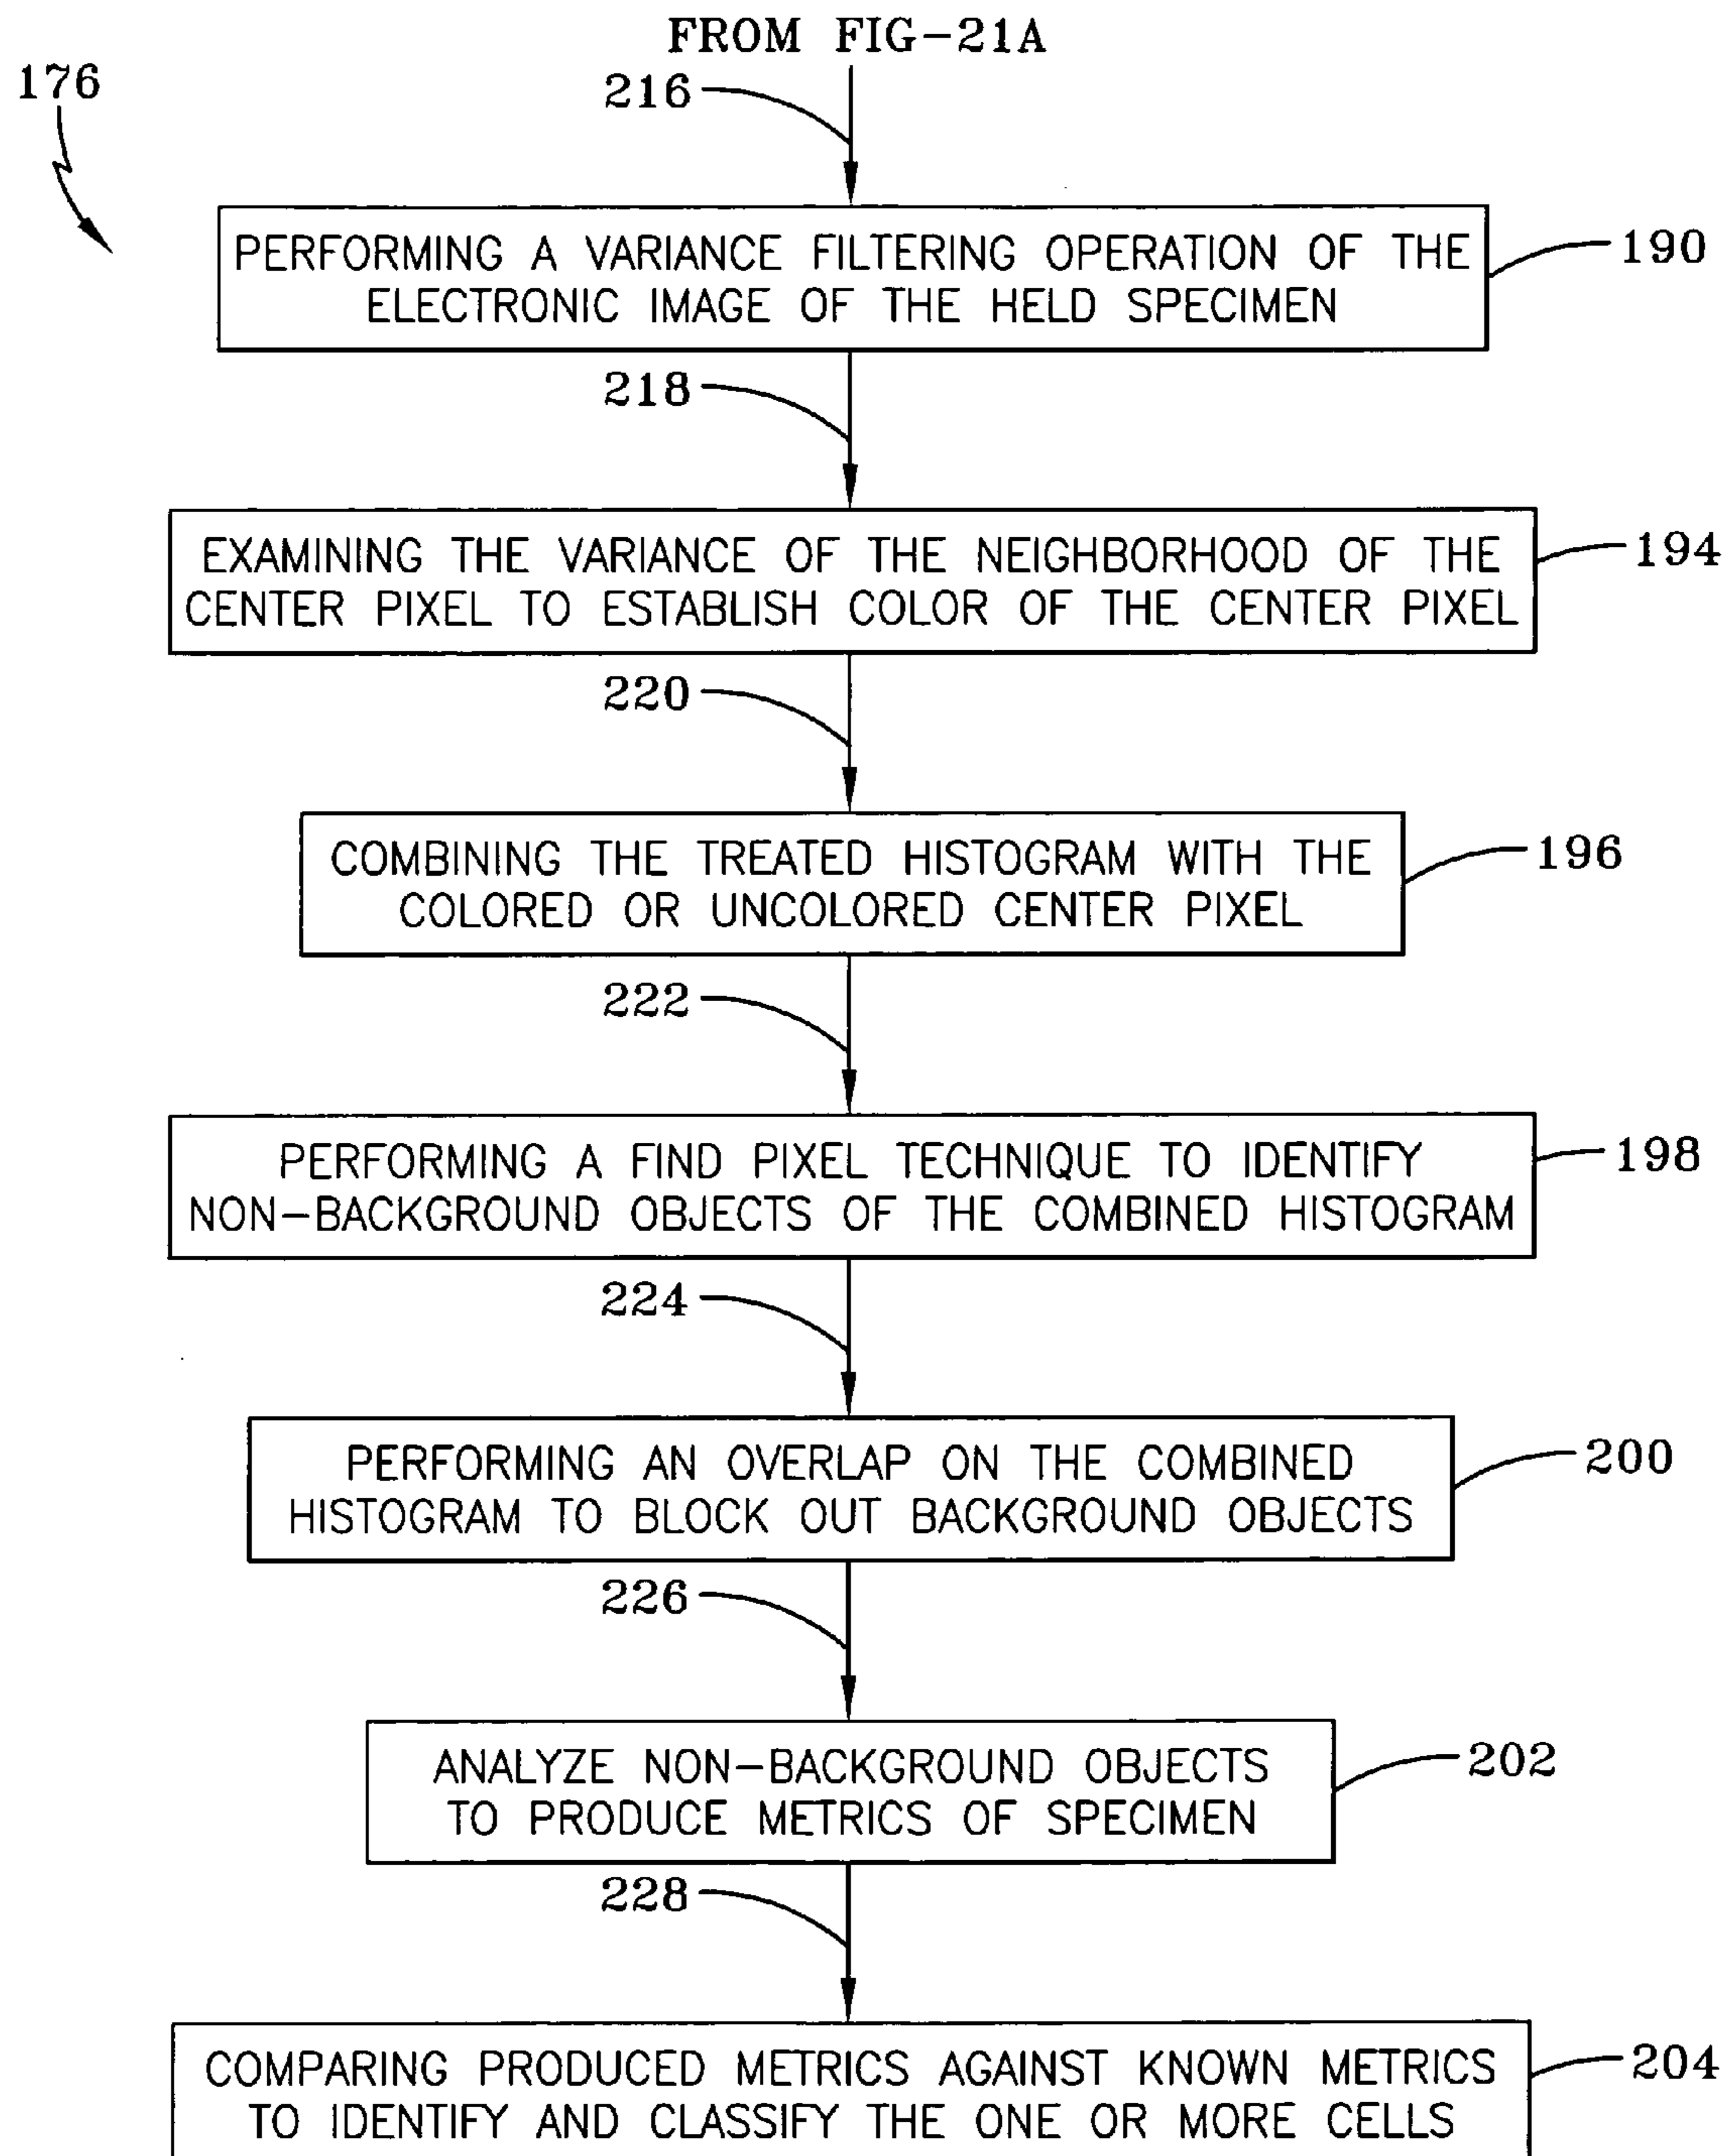 FROM FIG-21A
176
216
PERFORMING A VARIANCE FILTERING OPERATION OF THE
ELECTRONIC IMAGE OF THE HELD SPECIMEN
190
218
EXAMINING THE VARIANCE OF THE NEIGHBORHOOD OF THE
CENTER PIXEL TO ESTABLISH COLOR OF THE CENTER PIXEL
194
220
COMBINING THE TREATED HISTOGRAM WITH THE
COLORED OR UNCOLORED CENTER PIXEL
196
222
PERFORMING A FIND PIXEL TECHNIQUE TO IDENTIFY
NON-BACKGROUND OBJECTS OF THE COMBINED HISTOGRAM
198
224
PERFORMING AN OVERLAP ON THE COMBINED
HISTOGRAM TO BLOCK OUT BACKGROUND OBJECTS
200
226
ANALYZE NON-BACKGROUND OBJECTS
TO PRODUCE METRICS OF SPECIMEN
202
228
COMPARING PRODUCED METRICS AGAINST KNOWN METRICS
TO IDENTIFY AND CLASSIFY THE ONE OR MORE CELLS
204